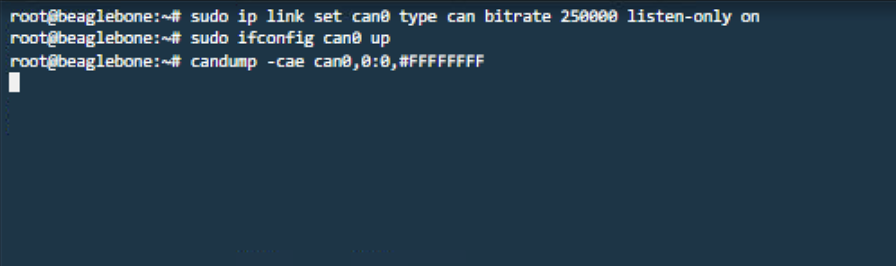 root@beaglebone:~# sudo ip link set can0 type can bitrate 250000 listen-only on
root@beaglebone:~# sudo ifconfig can0 up
root@beaglebone:~# candump -cae can0,0:0,#FFFFFFFF